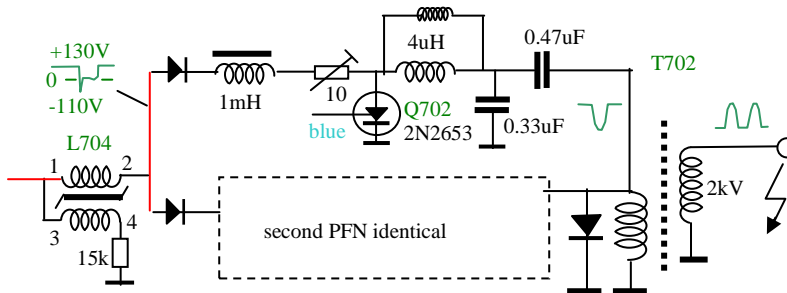 +130V
0
-110V
L704
1
2
3
4
15k
1mH
10
4uH
0.47uF
0.33uF
Q702
2N2653
blue
second PFN identical
T702
2kV